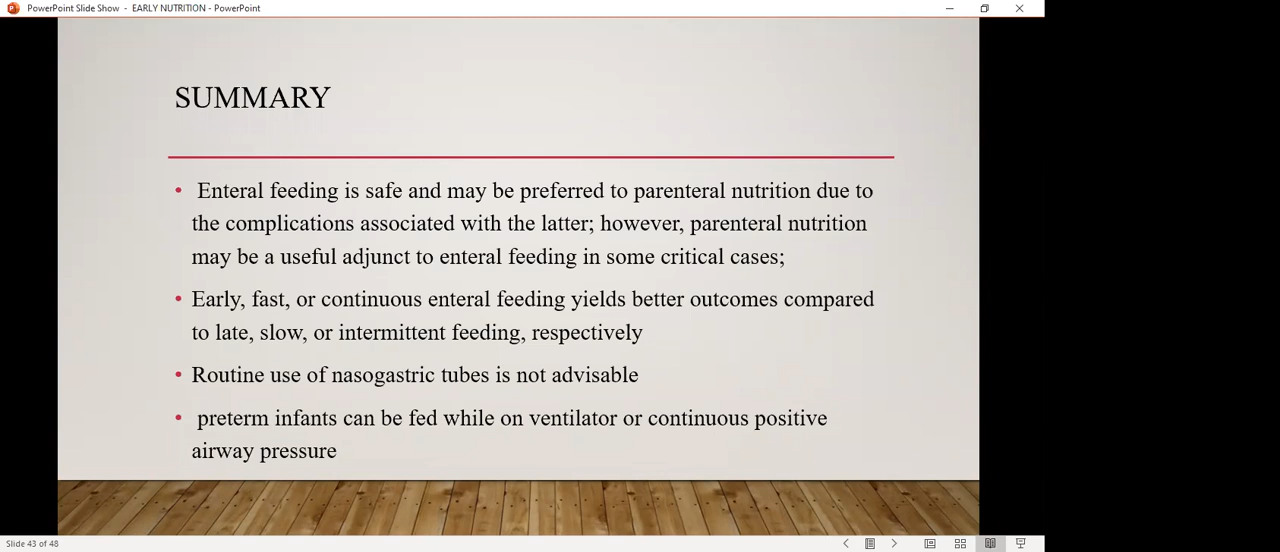 PowerPoint Slide Show - EARLY NUTRITION - PowerPoint
SUMMARY
• Enteral feeding is safe and may be preferred to parenteral nutrition due to
the complications associated with the latter; however, parenteral nutrition
may be a useful adjunct to enteral feeding in some critical cases;
• Early, fast, or continuous enteral feeding yields better outcomes compared
to late, slow, or intermittent feeding, respectively
• Routine use of nasogastric tubes is not advisable
• preterm infants can be fed while on ventilator or continuous positive
airway pressure
Slide 43 of 48